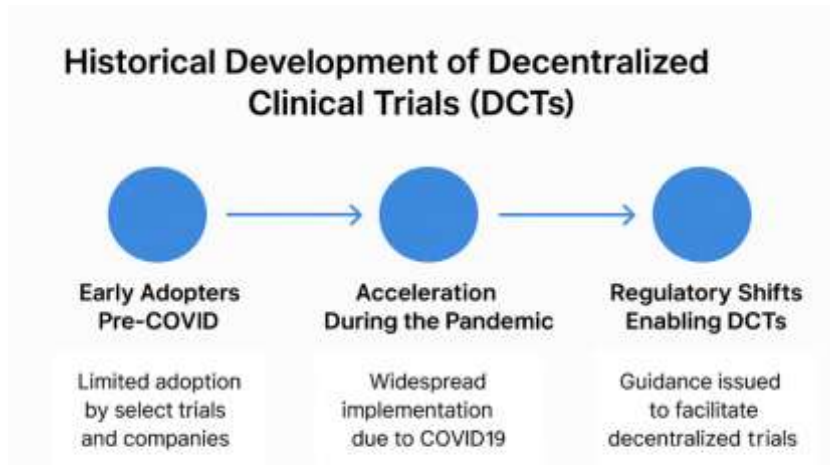 Historical Development of Decentralized
Clinical Trials (DCTs)
Early Adopters
Pre-COVID
Limited adoption
by select trials
and companies
Acceleration
During the Pandemic
Widespread
implementation
due to COVID19
Regulatory Shifts
Enabling DCTs
Guidance issued
to facilitate
decentralized trials